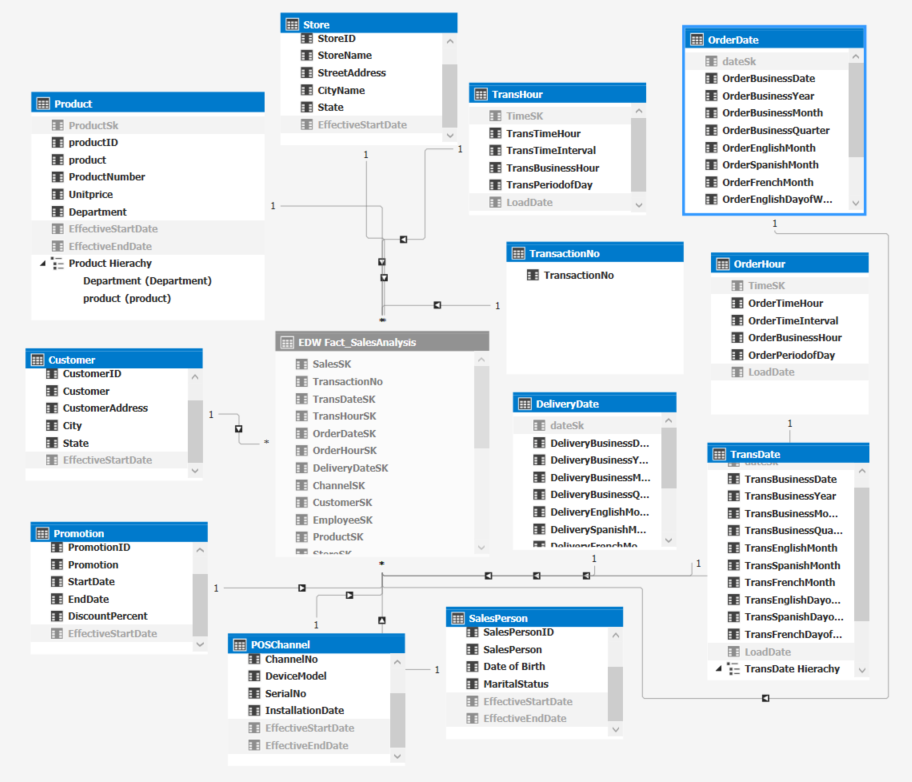 Store
StoreID
StoreName
StreetAddress
CityName
State
EffectiveStartDate
1
OrderDate
dateSk
OrderBusinessDate
OrderBusinessYear
OrderBusinessMonth
OrderBusinessQuarter
OrderEnglishMonth
OrderSpanishMonth
OrderFrenchMonth
OrderEnglishDayofW...
1
Product
ProductSk
productID
product
ProductNumber
Unitprice
Department
EffectiveStartDate
EffectiveEndDate
Product Hierachy
Department (Department)
product (product)
1
TransHour
TimeSK
TransTimeHour
TransTimeInterval
TransBusinessHour
TransPeriodofDay
LoadDate
1
TransactionNo
TransactionNo
1
OrderHour
TimeSK
OrderTimeHour
OrderTimeInterval
OrderBusinessHour
OrderPeriodofDay
LoadDate
1
*
EDW Fact_SalesAnalysis
SalesSK
TransactionNo
TransDateSK
TransHourSK
OrderDateSK
OrderHourSK
DeliveryDateSK
ChannelSK
CustomerSK
EmployeeSK
ProductSK
StoreSK
*
Customer
CustomerID
Customer
CustomerAddress
City
State
EffectiveStartDate
1
*
DeliveryDate
dateSk
DeliveryBusinessD...
DeliveryBusinessY...
DeliveryBusinessM...
DeliveryBusinessQ...
DeliveryEnglishMo...
DeliverySpanishM...
DeliveryFrenchMo...
1
TransDate
dateSk
TransBusinessDate
TransBusinessYear
TransBusinessMo...
TransBusinessQua...
TransEnglishMonth
TransSpanishMonth
TransFrenchMonth
TransEnglishDayo...
TransSpanishDayo...
TransFrenchDayof...
LoadDate
TransDate Hierachy
1
Promotion
PromotionID
Promotion
StartDate
EndDate
DiscountPercent
EffectiveStartDate
1
POSChannel
ChannelNo
DeviceModel
SerialNo
InstallationDate
EffectiveStartDate
EffectiveEndDate
1
SalesPerson
SalesPersonID
SalesPerson
Date of Birth
MaritalStatus
EffectiveStartDate
EffectiveEndDate
1